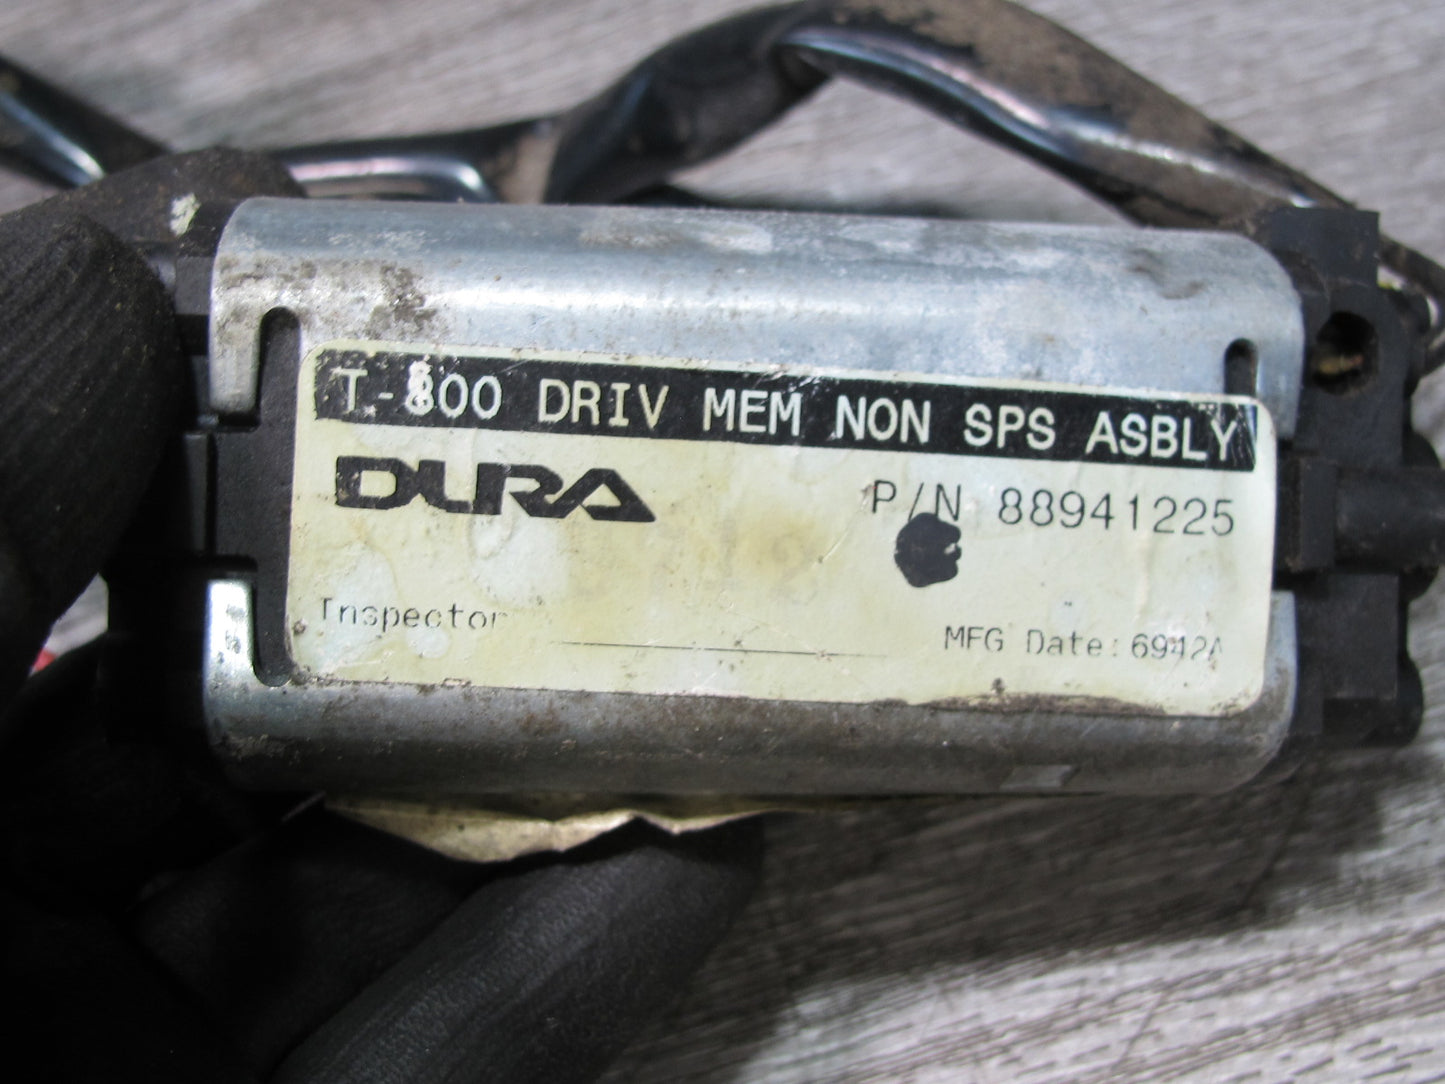 T-800 DRIV MEM NON SPS ASBLY
DURA
P/N 88941225
Inspector
MFG Date: 6942A